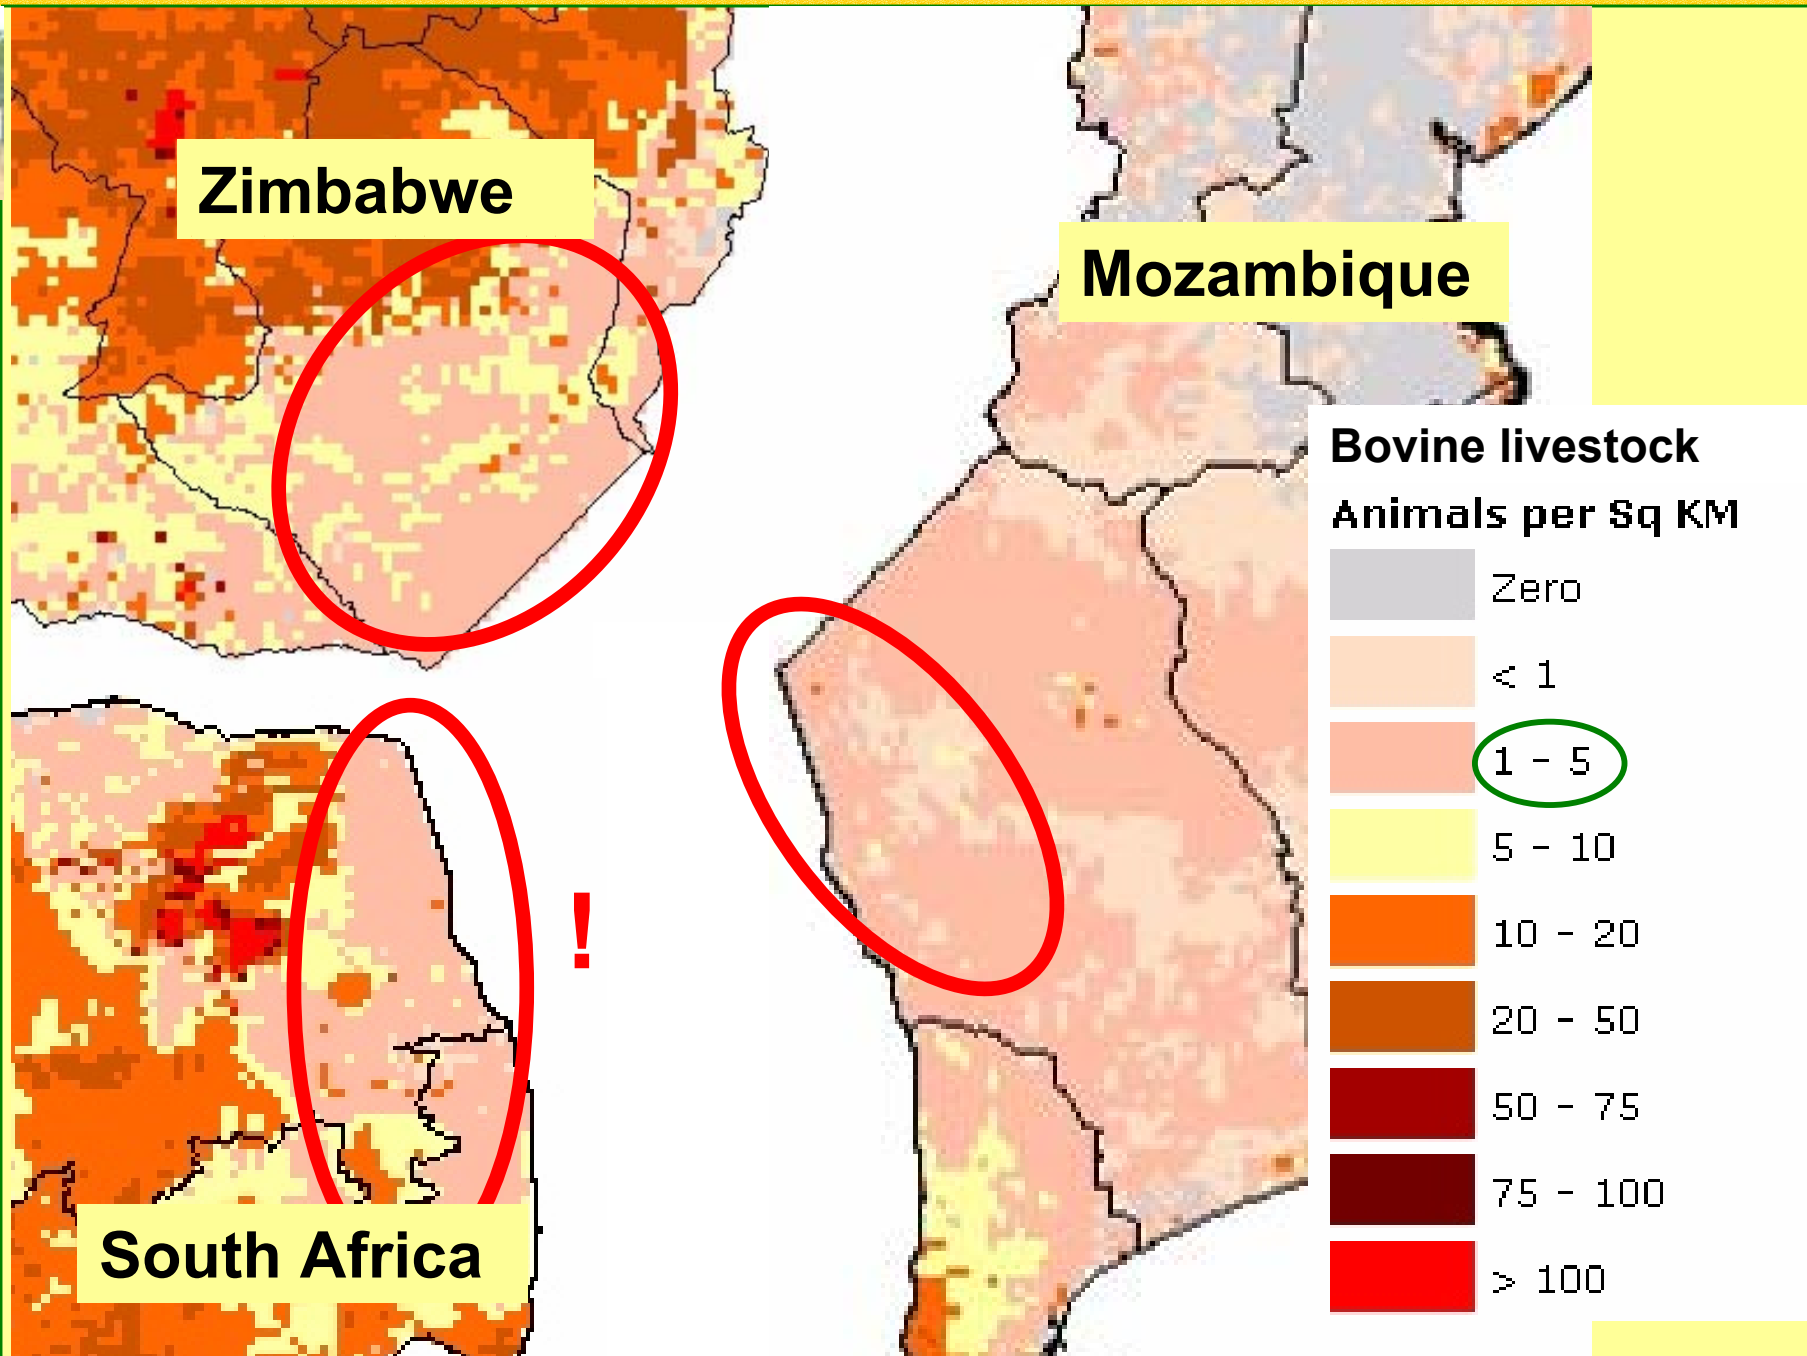 Zimbabwe
Mozambique
Bovine livestock
Animals per Sq KM
Zero
< 1
1 - 5
5 - 10
10 - 20
20 - 50
50 - 75
75 - 100
> 100
!
South Africa